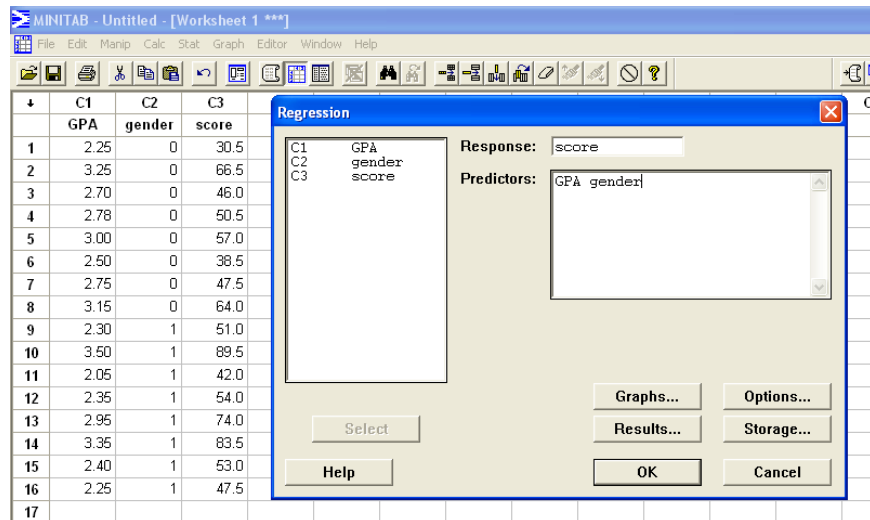 MINITAB - Untitled - [Worksheet 1 ***]
File Edit Manip Calc Stat Graph Editor Window Help
↓ C1 C2 C3
GPA gender score
1 2.25 0 30.5
2 3.25 0 66.5
3 2.70 0 46.0
4 2.78 0 50.5
5 3.00 0 57.0
6 2.50 0 38.5
7 2.75 0 47.5
8 3.15 0 64.0
9 2.30 1 51.0
10 3.50 1 89.5
11 2.05 1 42.0
12 2.35 1 54.0
13 2.95 1 74.0
14 3.35 1 83.5
15 2.40 1 53.0
16 2.25 1 47.5
17
Regression
C1 GPA
C2 gender
C3 score
Response: score
Predictors: GPA gender
Graphs... Options...
Select Results... Storage...
Help OK Cancel